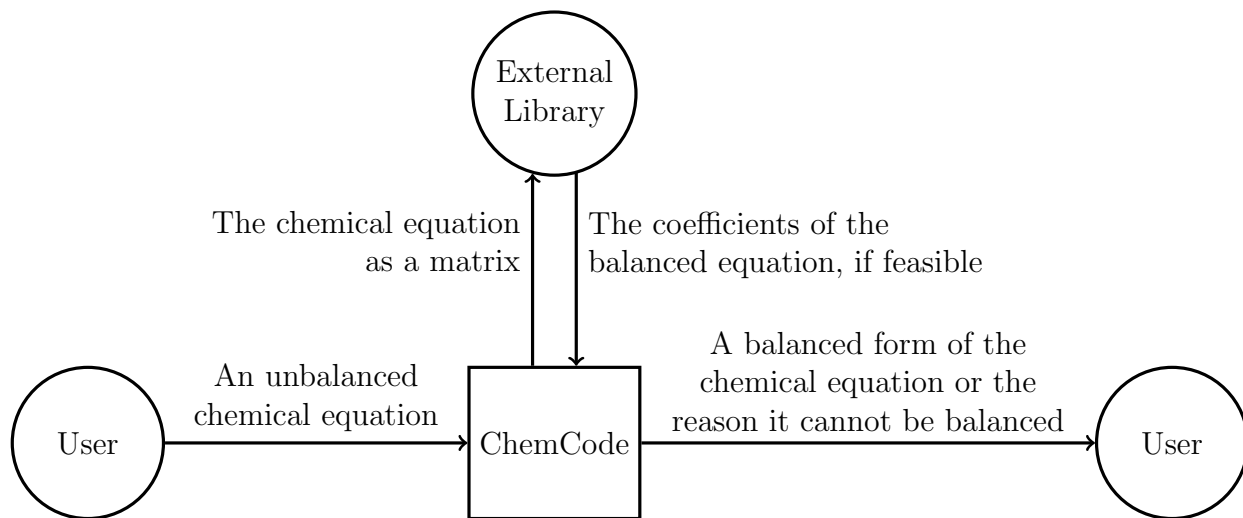 External
Library
The chemical equation
as a matrix
The coefficients of the
balanced equation, if feasible
An unbalanced
chemical equation
A balanced form of the
chemical equation or the
reason it cannot be balanced
User
ChemCode
User